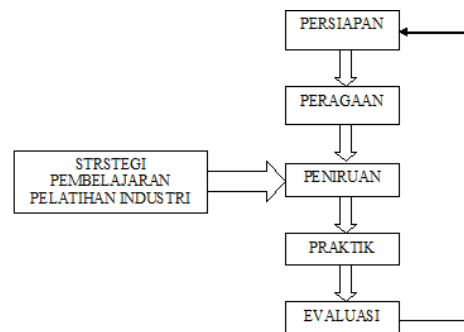 PERSIAPAN
PERAGAAN
STRSTEGI
PEMBELAJARAN
PELATIHAN INDUSTRI
PENIRUAN
PRAKTIK
EVALUASI